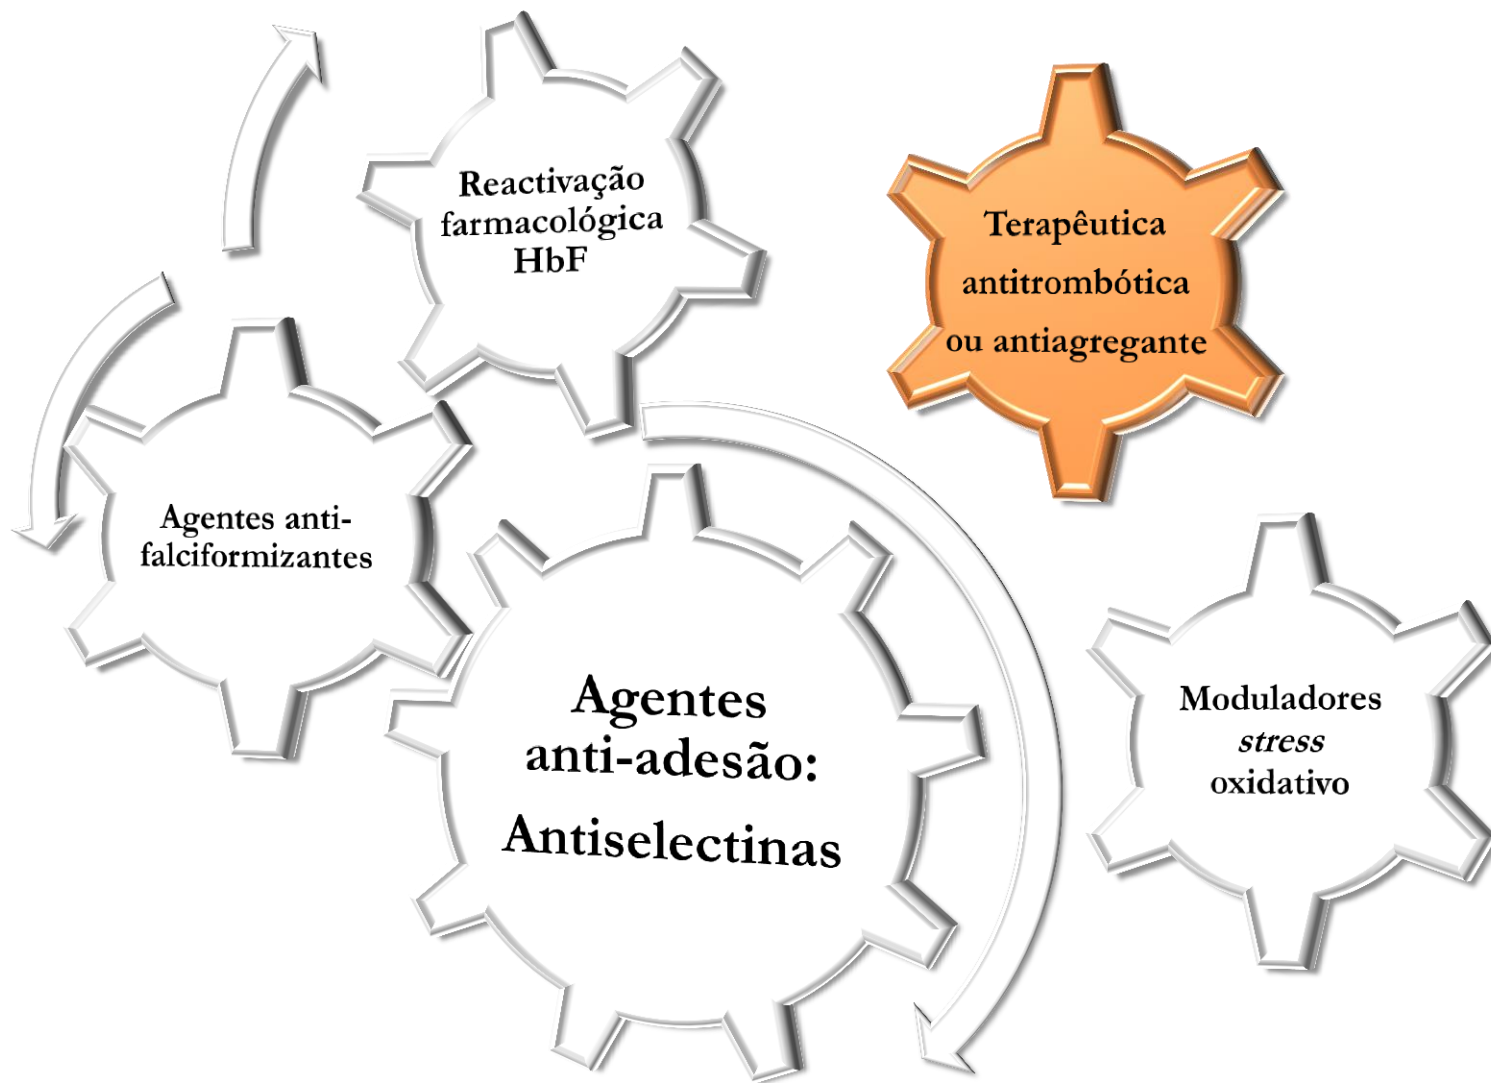 Reactivação
farmacológica
HbF
Terapêutica
antitrombótica
ou antiagregante
Agentes anti-
falciformizantes
Agentes
anti-adesão:
Antiselectinas
Moduladores
stress
oxidativo